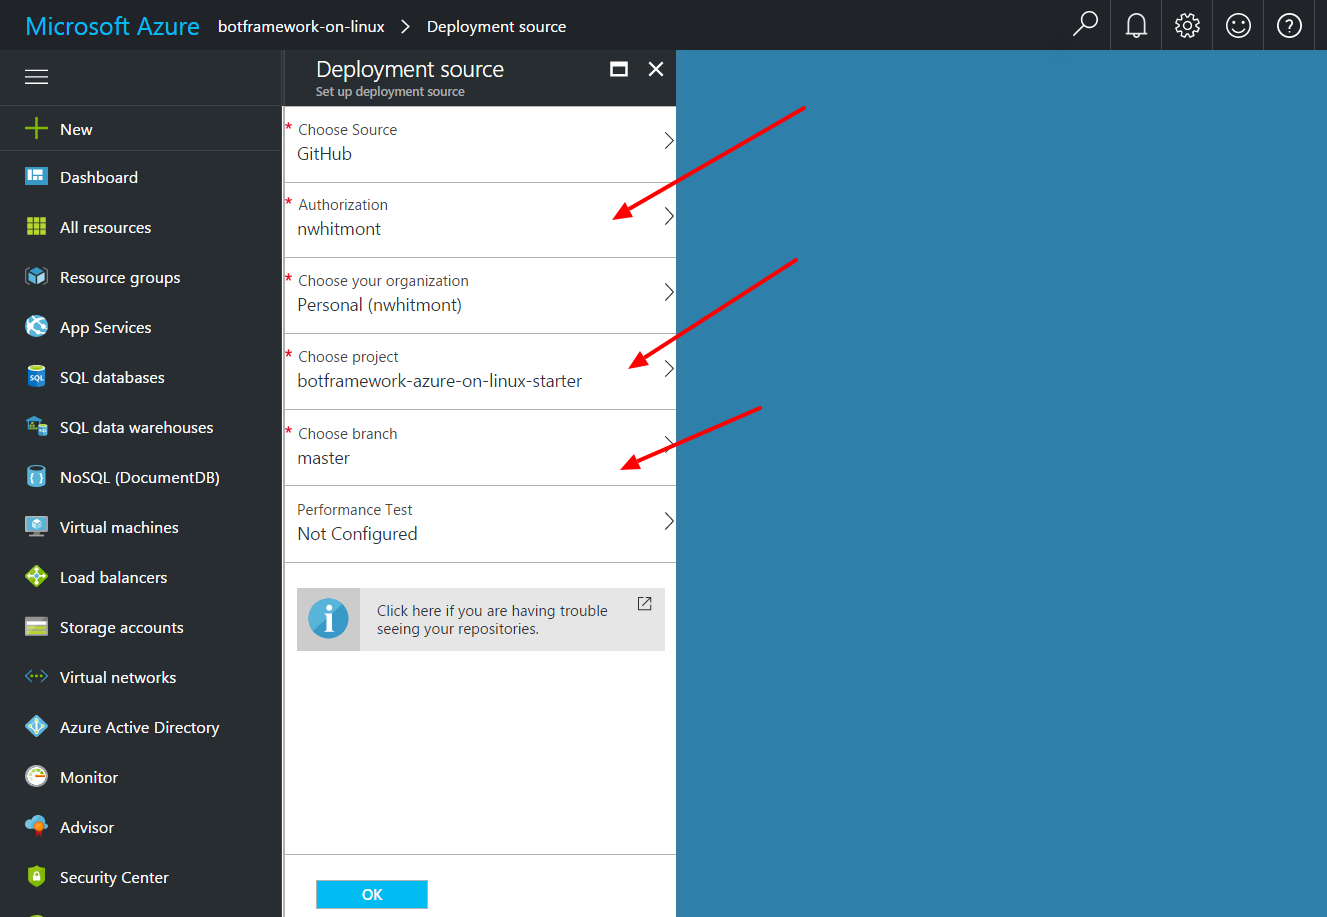 Microsoft Azure botframework-on-linux Deployment source
Deployment source
Set up deployment source
New
Dashboard
All resources
Resource groups
App Services
SQL databases
SQL data warehouses
NoSQL (DocumentDB)
Virtual machines
Load balancers
Storage accounts
Virtual networks
Azure Active Directory
Monitor
Advisor
Security Center
* Choose Source
GitHub
* Authorization
nwhitmont
* Choose your organization
Personal (nwhitmont)
* Choose project
botframework-azure-on-linux-starter
* Choose branch
master
Performance Test
Not Configured
Click here if you are having trouble
seeing your repositories.
OK